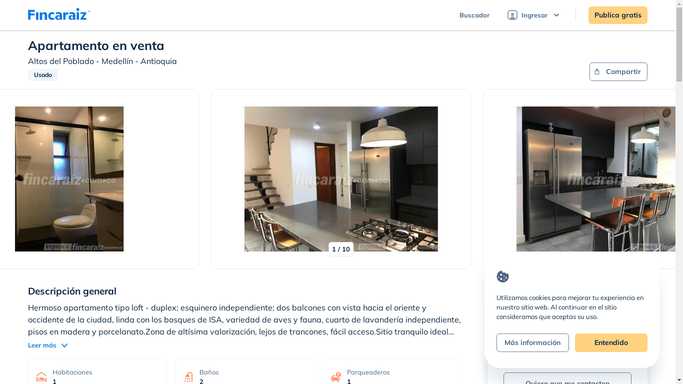 Fincaraiz
Buscador
Ingresar
Publica gratis
Apartamento en venta
Altos del Poblado - Medellín - Antioquia
Usado
Compartir
fincaraiz
fincaraiz
fincaraiz
1 / 10
Descripción general
Hermoso apartamento tipo loft - duplex: esquinero independiente: dos balcones con vista hacia el oriente y
occidente de la ciudad, linda con los bosques de ISA, variedad de aves y fauna, cuarto de lavandería independiente,
pisos en madera y porcelanato.Zona de altísima valorización, lejos de trancones, fácil acceso.Sitio tranquilo ideal...
Leer más
Habitaciones
1
Baños
2
Parqueaderos
1
Utilizamos cookies para mejorar tu experiencia en
nuestro sitio web. Al continuar en el sitio
consideramos que aceptas su uso.
Más información
Entendido
Quiero que me contacten